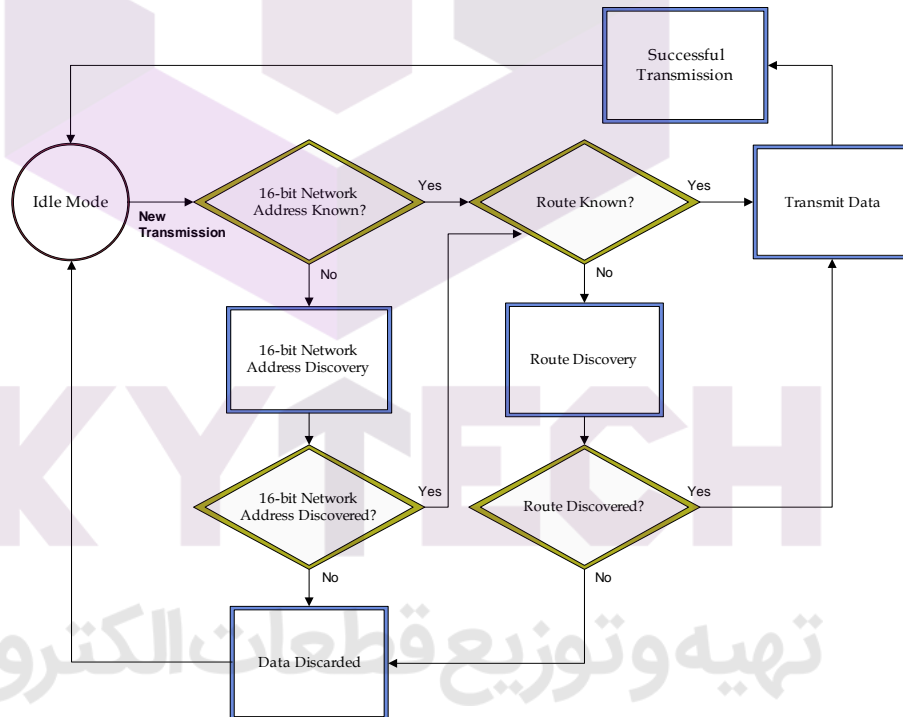 Successful
Transmission
Idle Mode
New
Transmission
16-bit Network
Address Known?
Yes
Route Known?
Yes
Transmit Data
No
No
16-bit Network
Address Discovery
Route Discovery
16-bit Network
Address Discovered?
Yes
Route Discovered?
Yes
No
No
Data Discarded
KYTECH
تهیه و توزیع قطعات